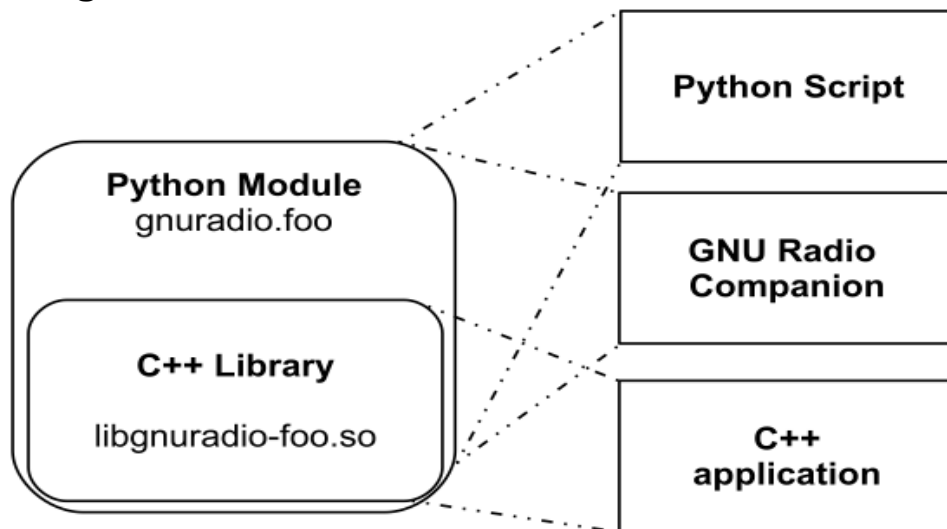 Python Module
gnuradio.foo
C++ Library
libgnuradio-foo.so
Python Script
GNU Radio
Companion
C++
application